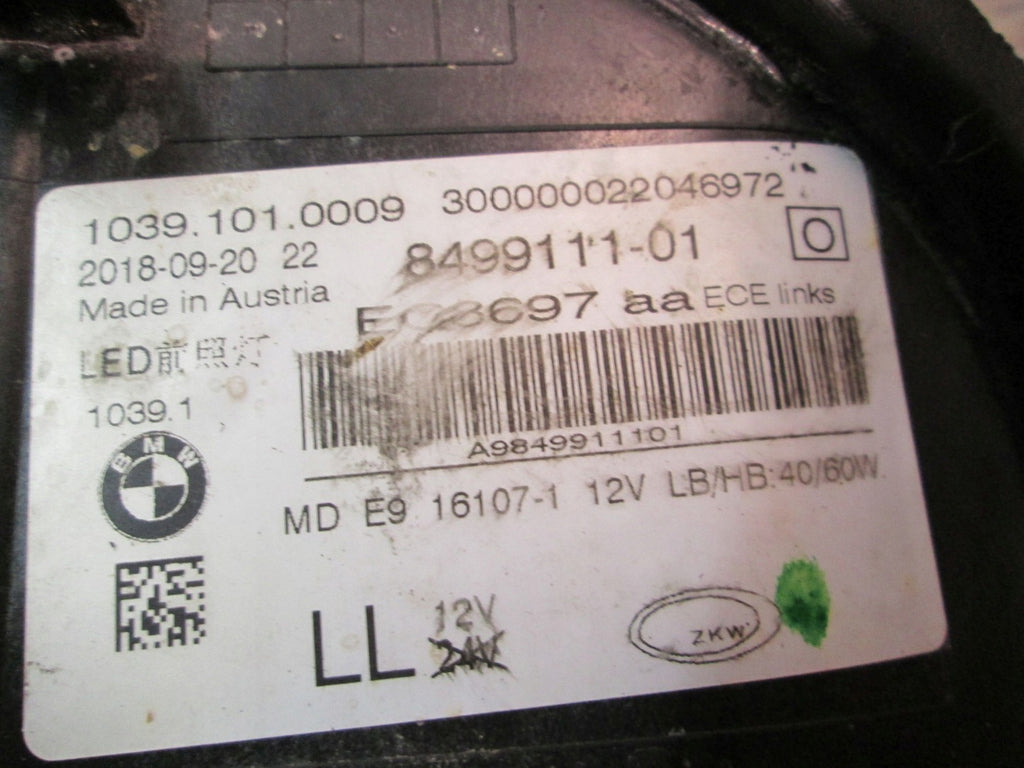 1039.101.0009 300000022046972
2018-09-20 22 8499111-01 O
Made in Austria
aa ECE links
LED前照灯
1039.1
A9849911101
BMW
MD E9 16107-1 12V LB/HB:40/60W
LL 12V
24V
ZKW